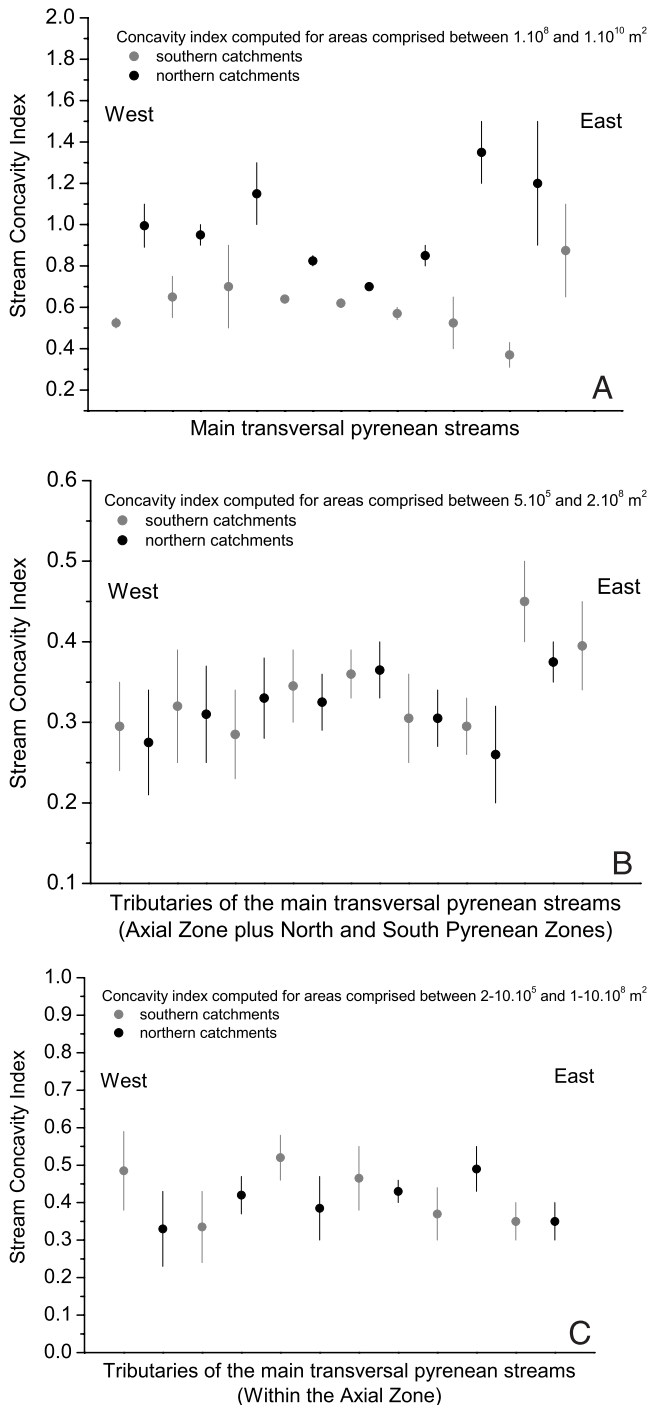 Stream Concavity Index
2.0
1.8
1.6
1.4
1.2
1.0
0.8
0.6
0.4
0.2
Concavity index computed for areas comprised between 1.10⁸ and 1.10¹⁰ m²
southern catchments
northern catchments
West
East
A
Main transversal pyrenean streams
Stream Concavity Index
0.6
0.5
0.4
0.3
0.2
0.1
Concavity index computed for areas comprised between 5.10⁵ and 2.10⁸ m²
southern catchments
northern catchments
West
East
B
Tributaries of the main transversal pyrenean streams
(Axial Zone plus North and South Pyrenean Zones)
Stream Concavity Index
1.0
0.9
0.8
0.7
0.6
0.5
0.4
0.3
0.2
0.1
0.0
Concavity index computed for areas comprised between 2-10.10⁵ and 1-10.10⁸ m²
southern catchments
northern catchments
West
East
C
Tributaries of the main transversal pyrenean streams
(Within the Axial Zone)